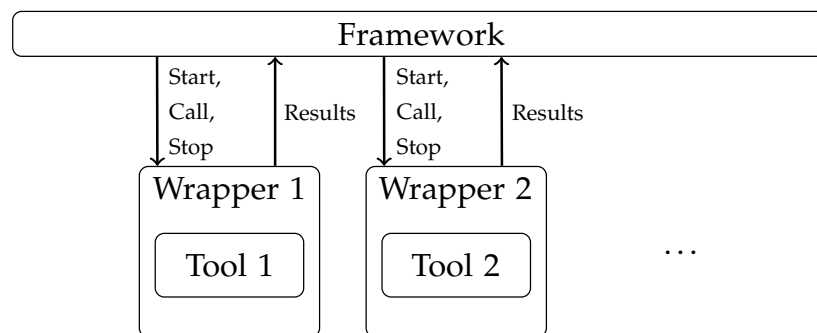 Framework
Start,
Call,
Stop
Results
Start,
Call,
Stop
Results
Wrapper 1
Tool 1
Wrapper 2
Tool 2
...